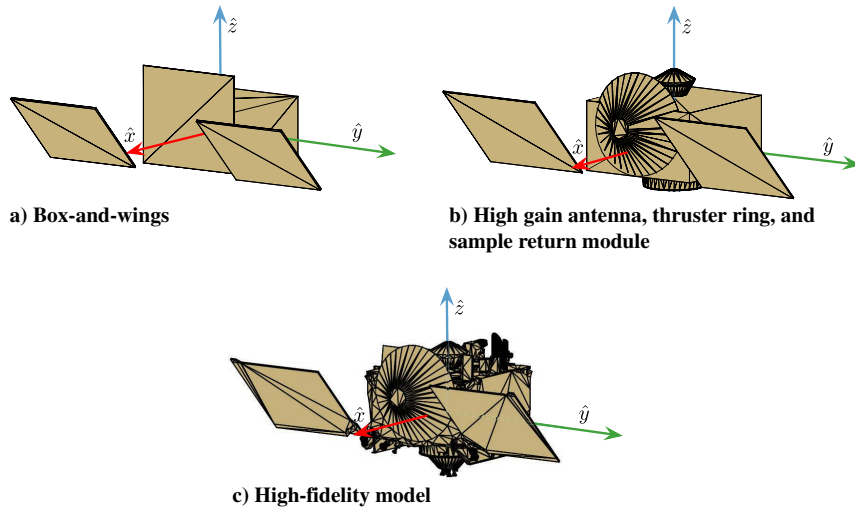 ẑ
x̂
ŷ
a) Box-and-wings
ẑ
x̂
ŷ
b) High gain antenna, thruster ring, and
sample return module
ẑ
x̂
ŷ
c) High-fidelity model